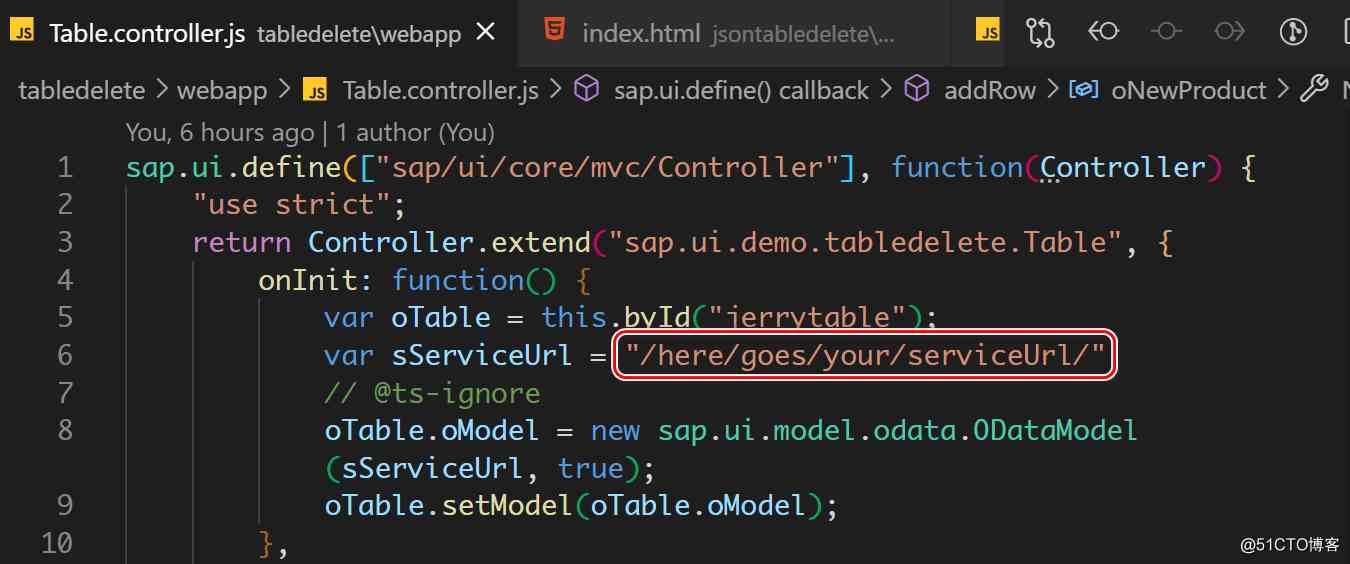 JS Table.controller.js tabledelete\webapp × index.html jsontabledelete\... JS
tabledelete > webapp > JS Table.controller.js > sap.ui.define() callback > addRow > oNewProduct >
You, 6 hours ago | 1 author (You)
1 sap.ui.define(["sap/ui/core/mvc/Controller"], function(Controller) {
2 "use strict";
3 return Controller.extend("sap.ui.demo.tabledelete.Table", {
4 onInit: function() {
5 var oTable = this.byId("jerrytable");
6 var sServiceUrl = "/here/goes/your/serviceUrl/"
7 // @ts-ignore
8 oTable.oModel = new sap.ui.model.odata.ODataModel
(sServiceUrl, true);
9 oTable.setModel(oTable.oModel);
10 },
@51CTO博客